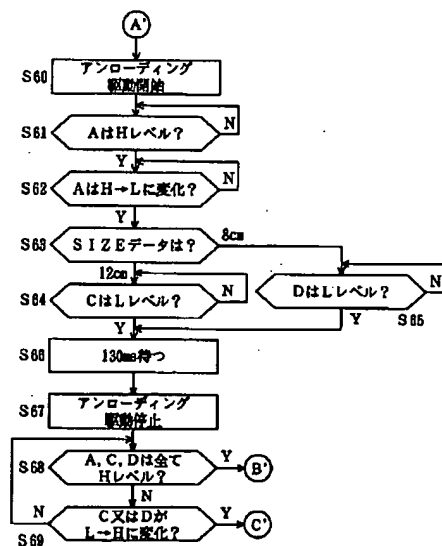 A'
S60
アンローディング
駆動開始
S61
AはHレベル?
N
Y
S62
AはH→Lに変化?
N
Y
S63
SIZEデータは?
8cm
12cm
S64
CはLレベル?
N
Y
DはLレベル?
N
Y
S65
S66
130ms待つ
S67
アンローディング
駆動停止
S68
A,C,Dは全て
Hレベル?
Y
B'
N
S69
C又はDが
L→Hに変化?
N
Y
C'